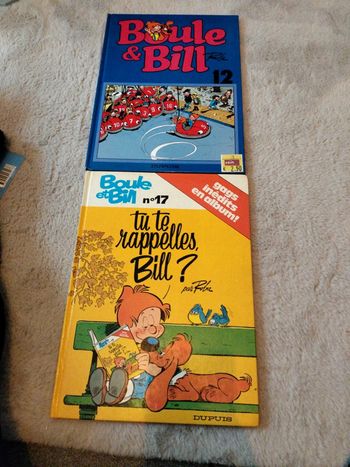 Boule
& Bill
12
Boule
et Bill
n° 17
gags
inédits
en album!
tu te
rappelles,
Bill?
par Roba
DUPUIS